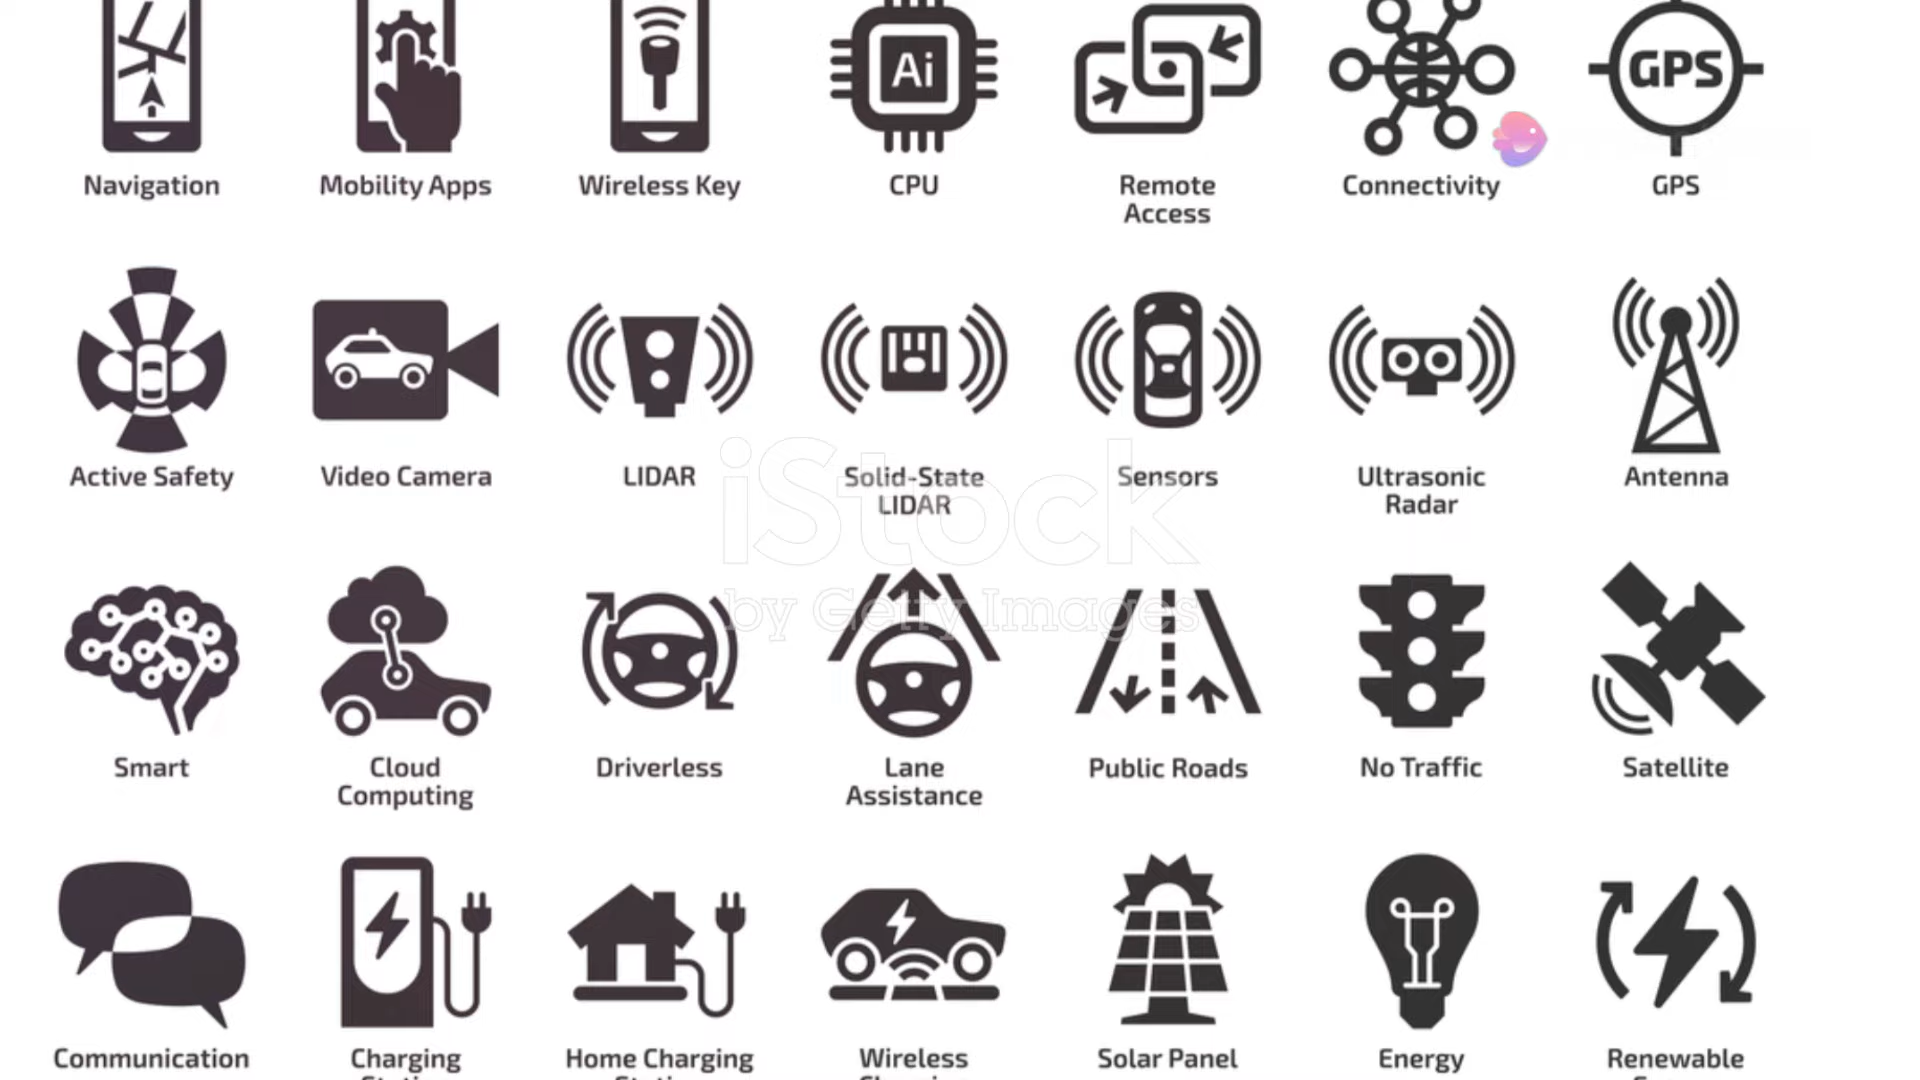 Ai
GPS
Navigation
Mobility Apps
Wireless Key
CPU
Remote
Access
Connectivity
GPS
Active Safety
Video Camera
LIDAR
Solid-State
LIDAR
Sensors
Ultrasonic
Radar
Antenna
iStock
by Getty Images
Smart
Cloud
Computing
Driverless
Lane
Assistance
Public Roads
No Traffic
Satellite
Communication
Charging
Home Charging
Wireless
Solar Panel
Energy
Renewable